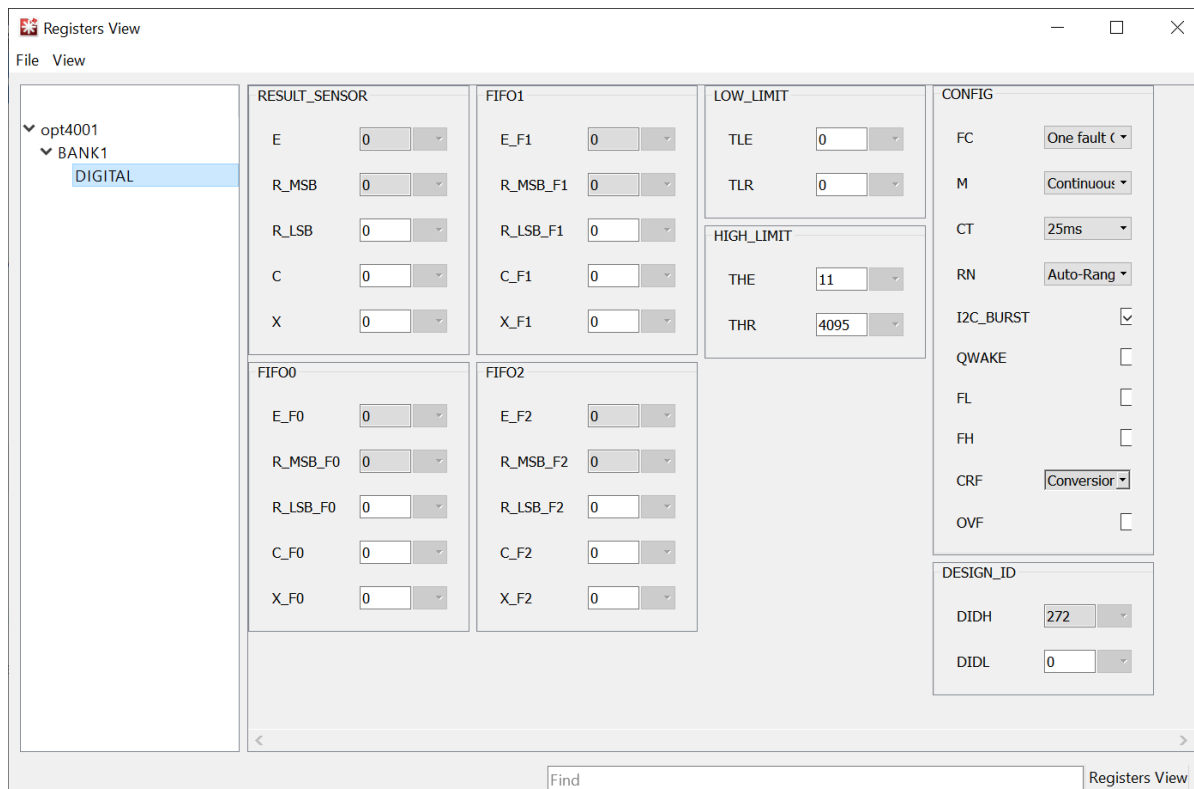 Registers View
File View
opt4001
BANK1
DIGITAL
RESULT_SENSOR
E 0
R_MSB 0
R_LSB 0
C 0
X 0
FIFO0
E_F0 0
R_MSB_F0 0
R_LSB_F0 0
C_F0 0
X_F0 0
FIFO1
E_F1 0
R_MSB_F1 0
R_LSB_F1 0
C_F1 0
X_F1 0
FIFO2
E_F2 0
R_MSB_F2 0
R_LSB_F2 0
C_F2 0
X_F2 0
LOW_LIMIT
TLE 0
TLR 0
HIGH_LIMIT
THE 11
THR 4095
CONFIG
FC One fault (
M Continuous
CT 25ms
RN Auto-Rang
I2C_BURST
QWAKE
FL
FH
CRF Conversion
OVF
DESIGN_ID
DIDH 272
DIDL 0
Find
Registers View